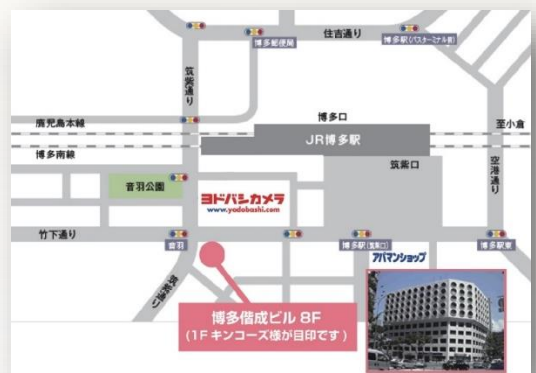 住吉通り
博多郵便局
博多駅(バスターミナル前)
筑紫通り
鹿児島本線
博多口
至小倉
JR博多駅
博多南線
筑紫口
空港通り
音羽公園
ヨドバシカメラ
www.yodobashi.com
竹下通り
音羽
博多駅(筑紫口)
博多駅東
アパマンショップ
筑紫通り
博多偕成ビル 8F
(1F キンコーズ様が目印です)